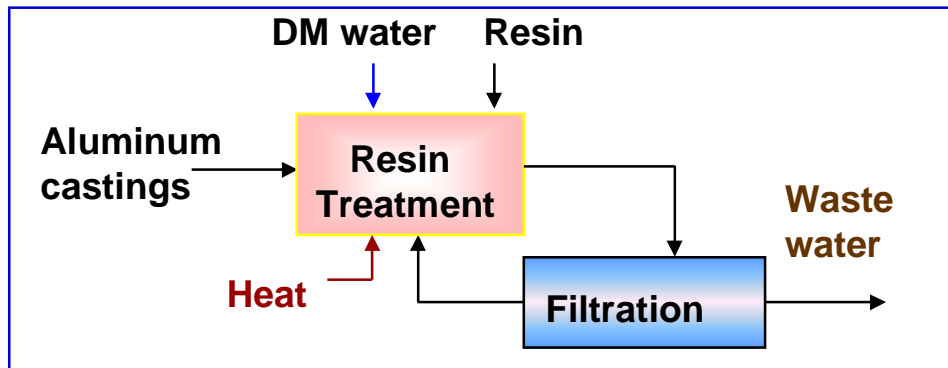 DM water
Resin
Aluminum
castings
Resin
Treatment
Waste
water
Heat
Filtration